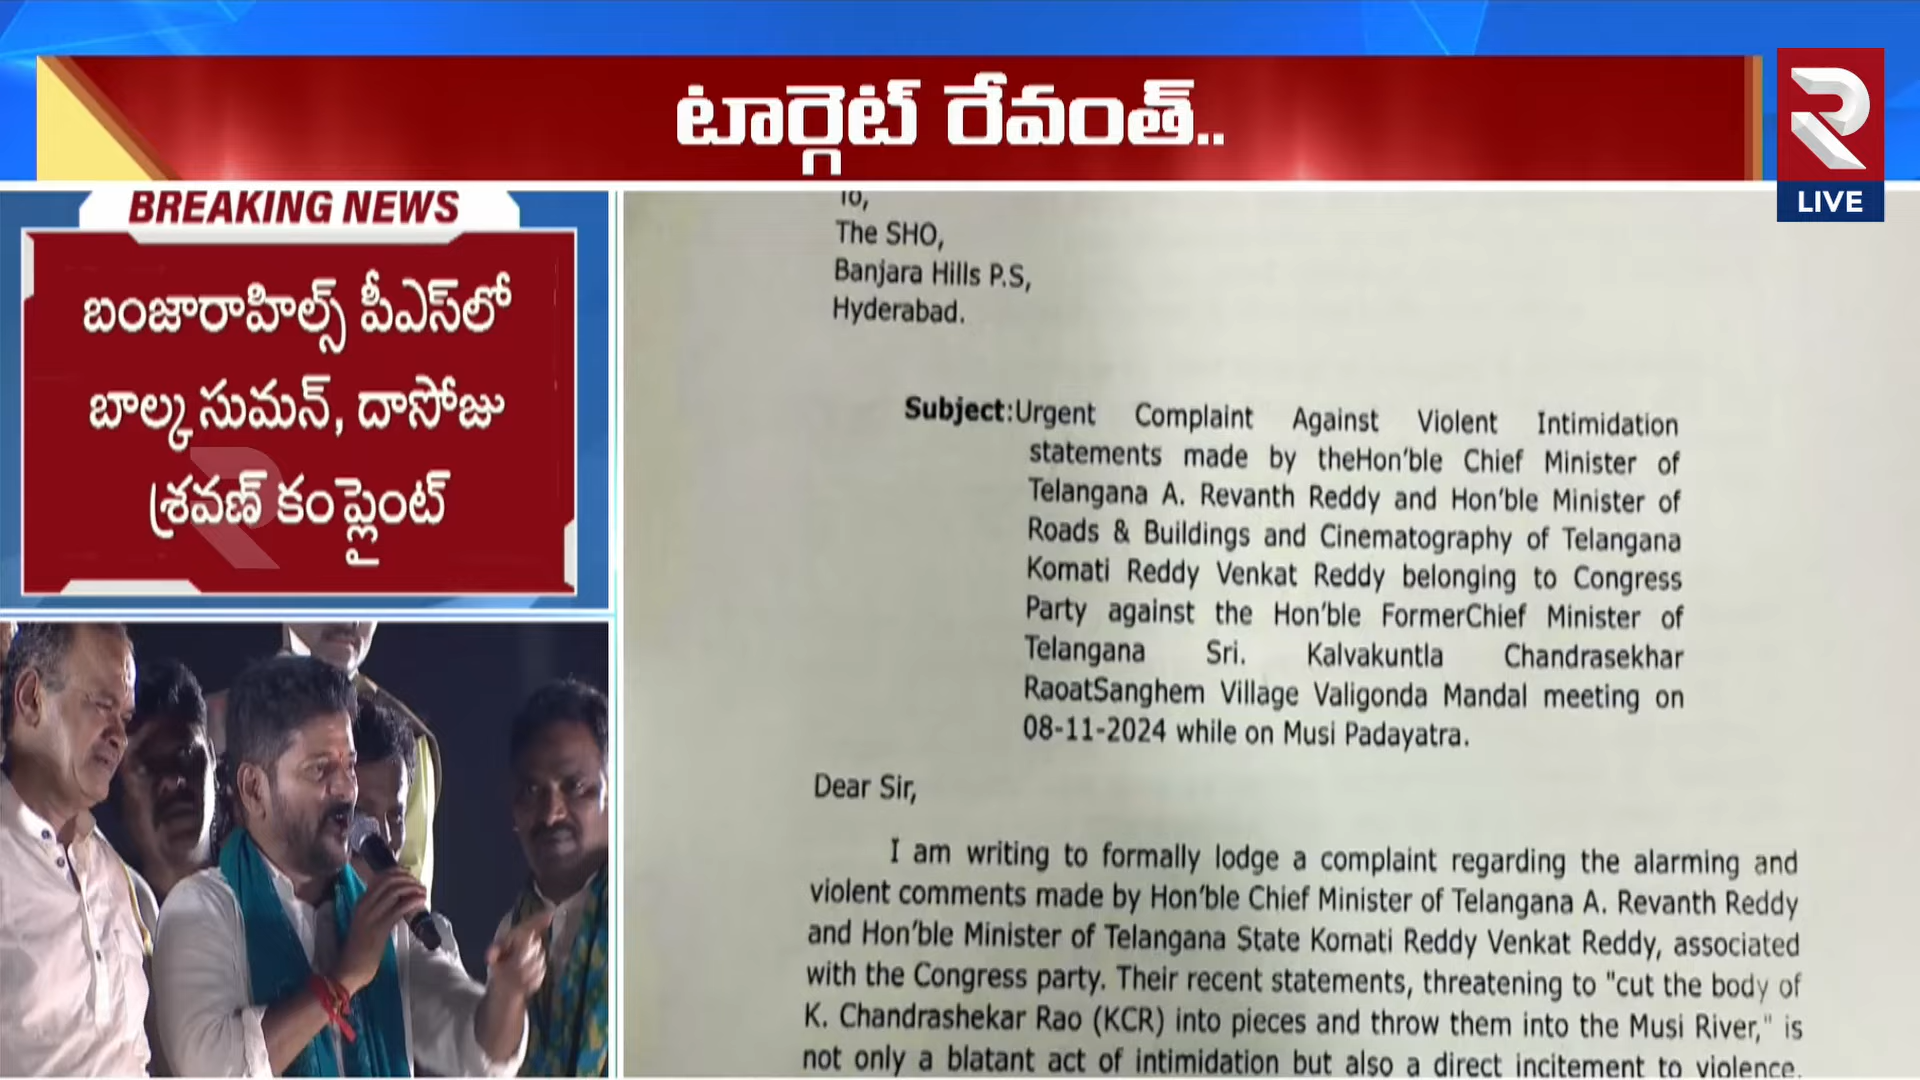 టార్గెట్ రేవంత్..
R
LIVE
BREAKING NEWS
బంజారాహిల్స్ పీఎస్‌లో
బాల్క సుమన్, దాసోజు
శ్రవణ్ కంప్లైంట్
To,
The SHO,
Banjara Hills P.S,
Hyderabad.
Subject:Urgent Complaint Against Violent Intimidation
statements made by theHon'ble Chief Minister of
Telangana A. Revanth Reddy and Hon'ble Minister of
Roads & Buildings and Cinematography of Telangana
Komati Reddy Venkat Reddy belonging to Congress
Party against the Hon'ble FormerChief Minister of
Telangana Sri. Kalvakuntla Chandrasekhar
RaoatSanghem Village Valigonda Mandal meeting on
08-11-2024 while on Musi Padayatra.
Dear Sir,
I am writing to formally lodge a complaint regarding the alarming and
violent comments made by Hon'ble Chief Minister of Telangana A. Revanth Reddy
and Hon'ble Minister of Telangana State Komati Reddy Venkat Reddy, associated
with the Congress party. Their recent statements, threatening to "cut the body of
K. Chandrashekar Rao (KCR) into pieces and throw them into the Musi River," is
not only a blatant act of intimidation but also a direct incitement to violence.